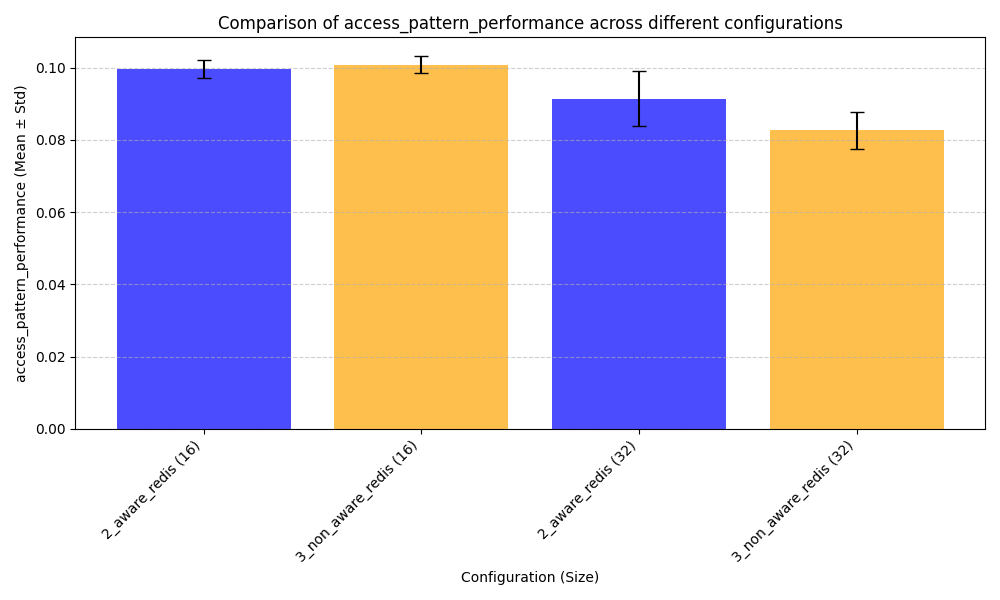 Comparison of access_pattern_performance across different configurations
access_pattern_performance (Mean ± Std)
0.10
0.08
0.06
0.04
0.02
0.00
2_aware_redis (16)
3_non_aware_redis (16)
2_aware_redis (32)
3_non_aware_redis (32)
Configuration (Size)